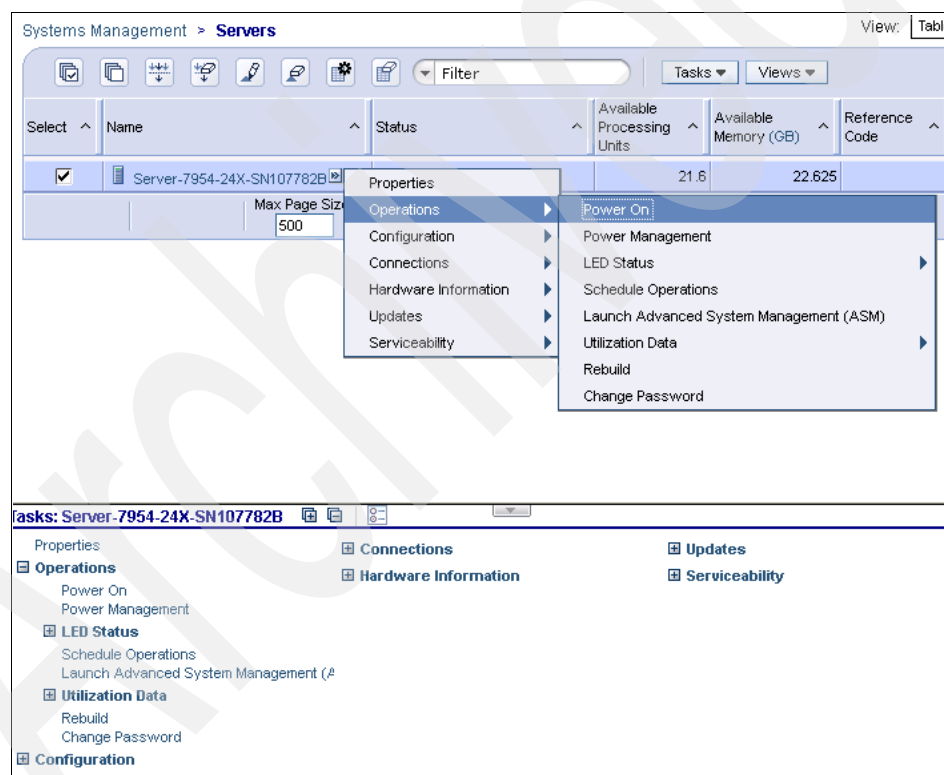 Systems Management > Servers
View: Tabl
Filter
Tasks
Views
Select
Name
Status
Available Processing Units
Available Memory (GB)
Reference Code
Server-7954-24X-SN107782B
21.6
22.625
Max Page Size
500
Properties
Operations
Configuration
Connections
Hardware Information
Updates
Serviceability
Power On
Power Management
LED Status
Schedule Operations
Launch Advanced System Management (ASM)
Utilization Data
Rebuild
Change Password
Tasks: Server-7954-24X-SN107782B
Properties
Operations
Power On
Power Management
LED Status
Schedule Operations
Launch Advanced System Management (A
Utilization Data
Rebuild
Change Password
Configuration
Connections
Hardware Information
Updates
Serviceability